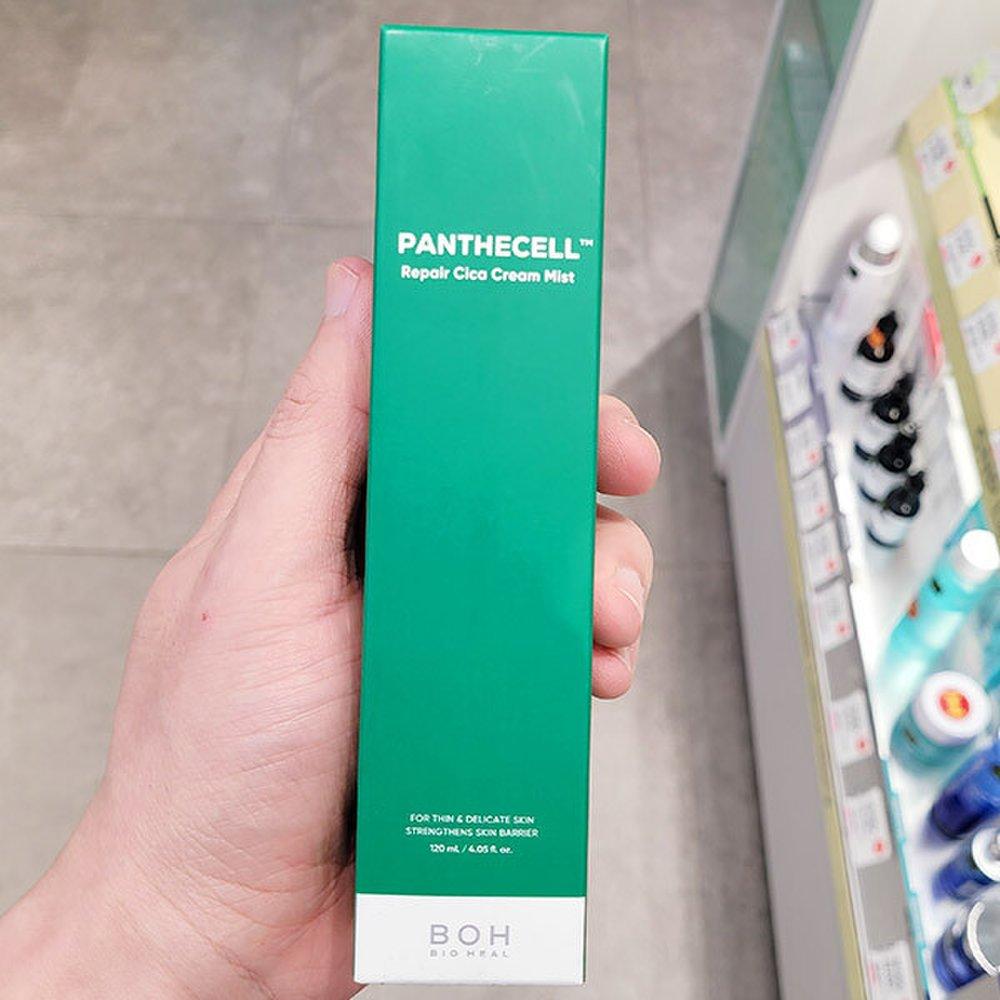 PANTHECELL™
Repair Cica Cream Mist
FOR THIN & DELICATE SKIN
STRENGTHENS SKIN BARRIER
120 mL / 4.05 fl. oz.
BOH
BIO HEAL